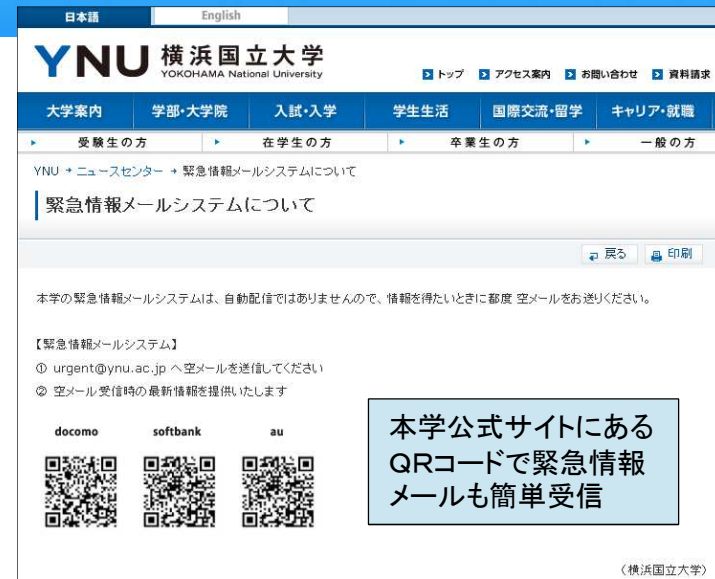 日本語 English
YNU 横浜国立大学
YOKOHAMA National University
トップ アクセス案内 お問い合わせ 資料請求
大学案内 学部・大学院 入試・入学 学生生活 国際交流・留学 キャリア・就職
受験生の方 在学生の方 卒業生の方 一般の方
YNU → ニュースセンター → 緊急情報メールシステムについて
緊急情報メールシステムについて
戻る 印刷
本学の緊急情報メールシステムは、自動配信ではありませんので、情報を得たいときに都度 空メールをお送りください。
【緊急情報メールシステム】
① urgent@ynu.ac.jp へ空メールを送信してください
② 空メール受信時の最新情報を提供いたします
docomo softbank au
本学公式サイトにある
QRコードで緊急情報
メールも簡単受信
（横浜国立大学）